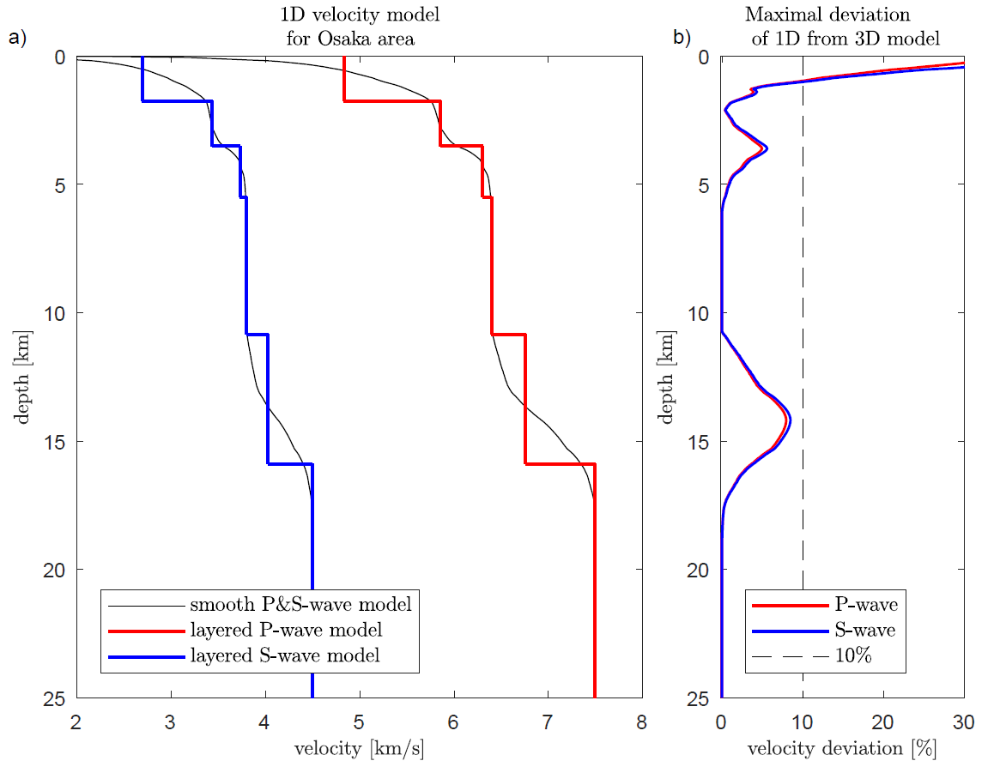 1D velocity model
for Osaka area
a)
0
5
10
15
20
25
2
3
4
5
6
7
8
depth [km]
velocity [km/s]
smooth P&S-wave model
layered P-wave model
layered S-wave model
Maximal deviation
of 1D from 3D model
b)
0
5
10
15
20
25
0
10
20
30
depth [km]
velocity deviation [%]
P-wave
S-wave
10%